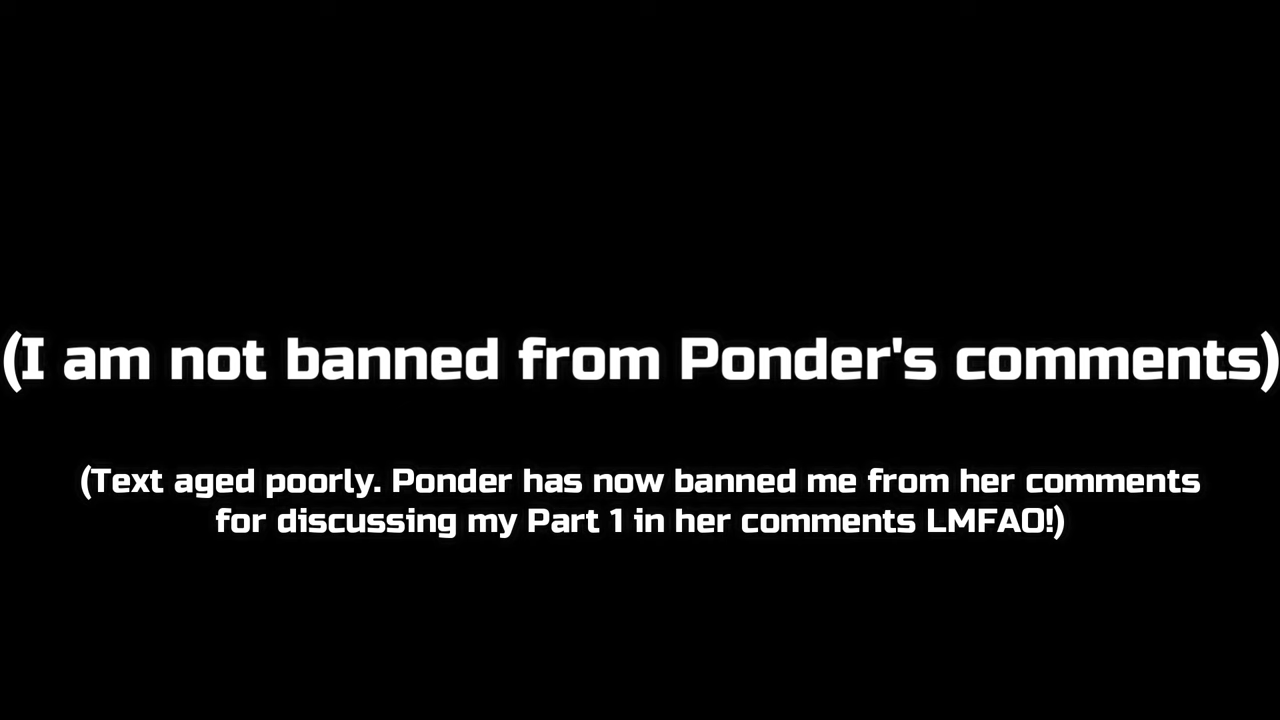 (I am not banned from Ponder's comments)
(Text aged poorly. Ponder has now banned me from her comments
for discussing my Part 1 in her comments LMFAO!)